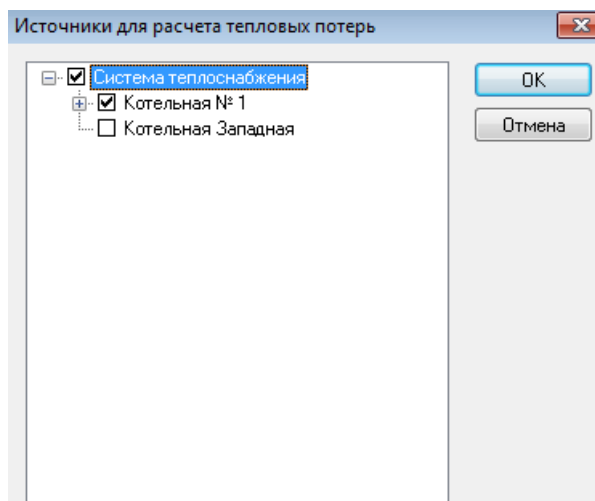 Источники для расчета тепловых потерь
Система теплоснабжения
Котельная № 1
Котельная Западная
OK
Отмена